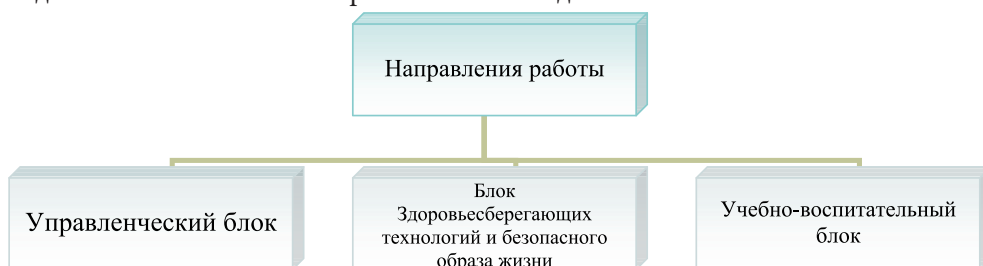 Направления работы
Управленческий блок
Блок
Здоровьесберегающих
технологий и безопасного
образа жизни
Учебно-воспитательный
блок